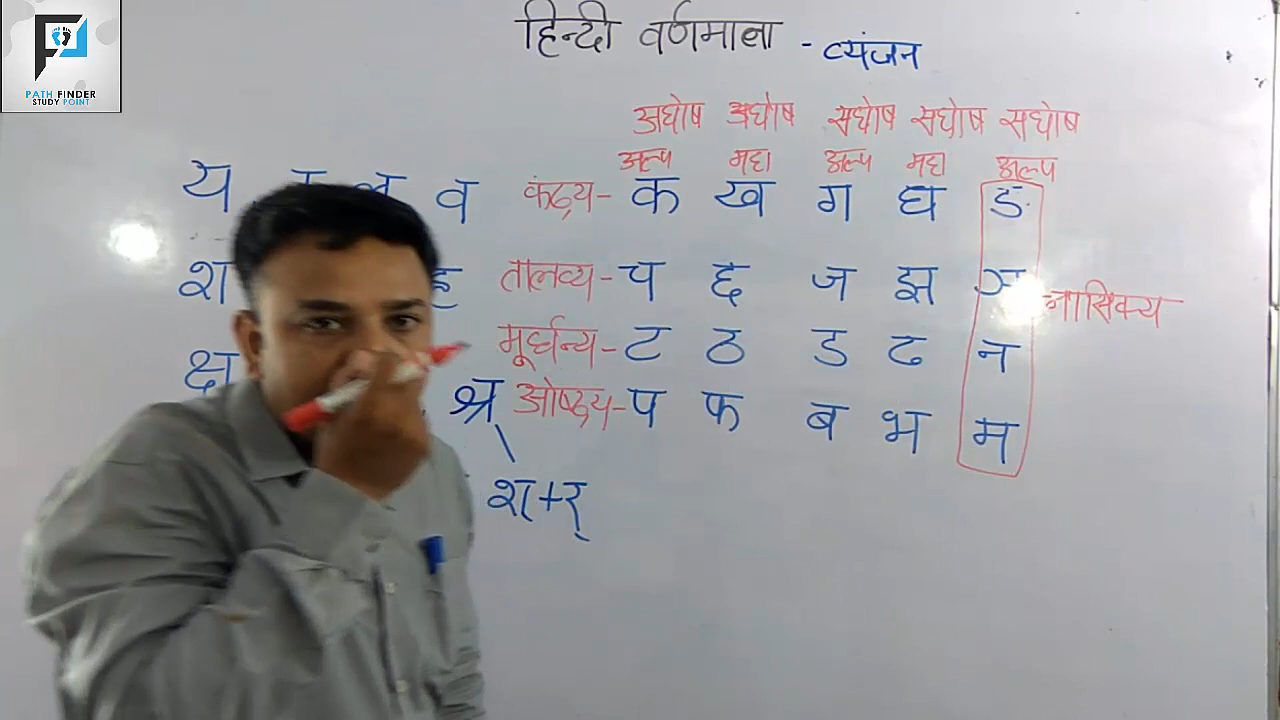 PATH FINDER
STUDY POINT
हिन्दी वर्णमाला - व्यंजन
अघोष अघोष सघोष सघोष सघोष
अल्प महा अल्प महा अल्प
य व कंठ्य- क ख ग घ ङ
श ह तालव्य- च छ ज झ ञ नासिक्य
मूर्धन्य- ट ठ ड ढ न
क्ष श्र ओष्ठ्य- प फ ब भ म
श्+र्